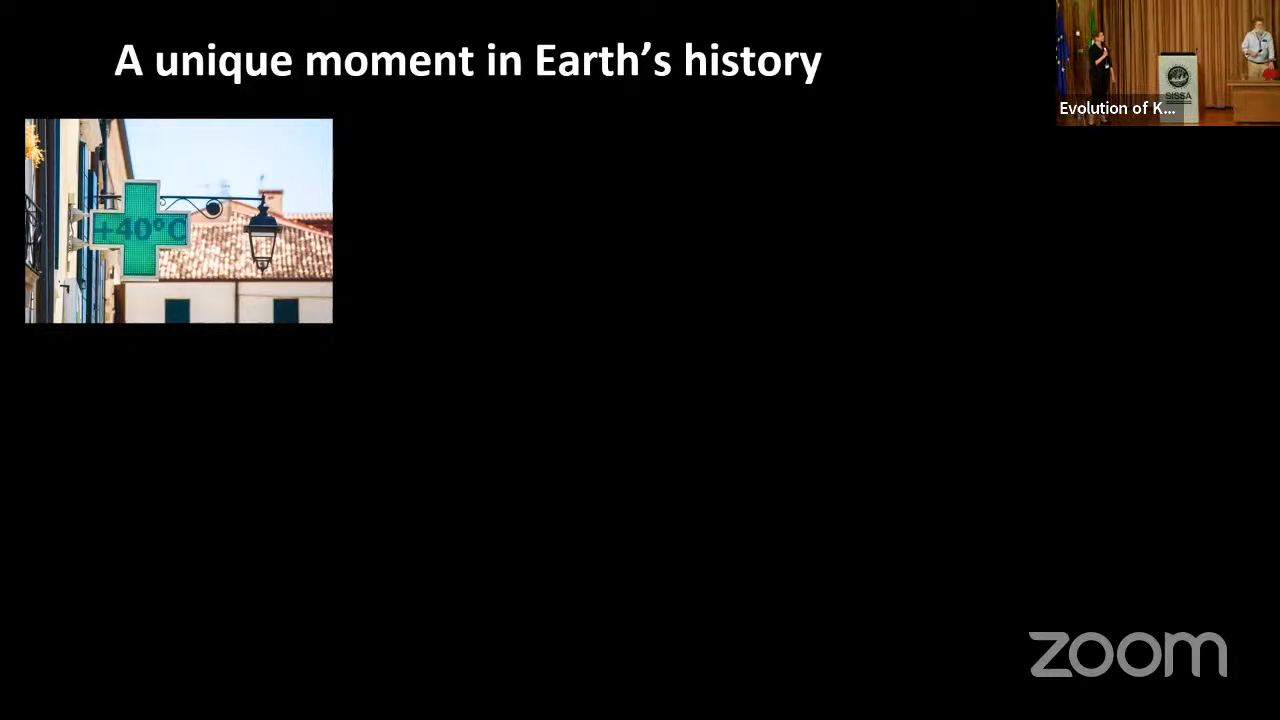 A unique moment in Earth’s history
+40°C
SISSA
Evolution of K...
zoom